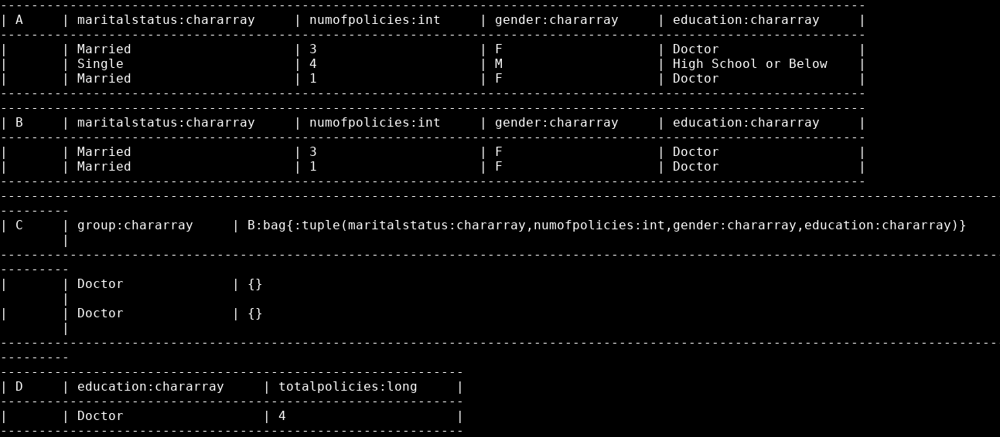 ----------------------------------------------------------------------------------------------------------------
| A     | maritalstatus:chararray     | numofpolicies:int     | gender:chararray     | education:chararray     |
----------------------------------------------------------------------------------------------------------------
|       | Married                     | 3                     | F                    | Doctor                  |
|       | Single                      | 4                     | M                    | High School or Below    |
|       | Married                     | 1                     | F                    | Doctor                  |
----------------------------------------------------------------------------------------------------------------
----------------------------------------------------------------------------------------------------------------
| B     | maritalstatus:chararray     | numofpolicies:int     | gender:chararray     | education:chararray     |
----------------------------------------------------------------------------------------------------------------
|       | Married                     | 3                     | F                    | Doctor                  |
|       | Married                     | 1                     | F                    | Doctor                  |
----------------------------------------------------------------------------------------------------------------
---------------------------------------------------------------------------------------------------------------------------------
---------
| C     | group:chararray     | B:bag{:tuple(maritalstatus:chararray,numofpolicies:int,gender:chararray,education:chararray)}
        |
---------------------------------------------------------------------------------------------------------------------------------
---------
|       | Doctor              | {}
        |
|       | Doctor              | {}
        |
---------------------------------------------------------------------------------------------------------------------------------
---------
------------------------------------------------------------
| D     | education:chararray     | totalpolicies:long     |
------------------------------------------------------------
|       | Doctor                  | 4                      |
------------------------------------------------------------